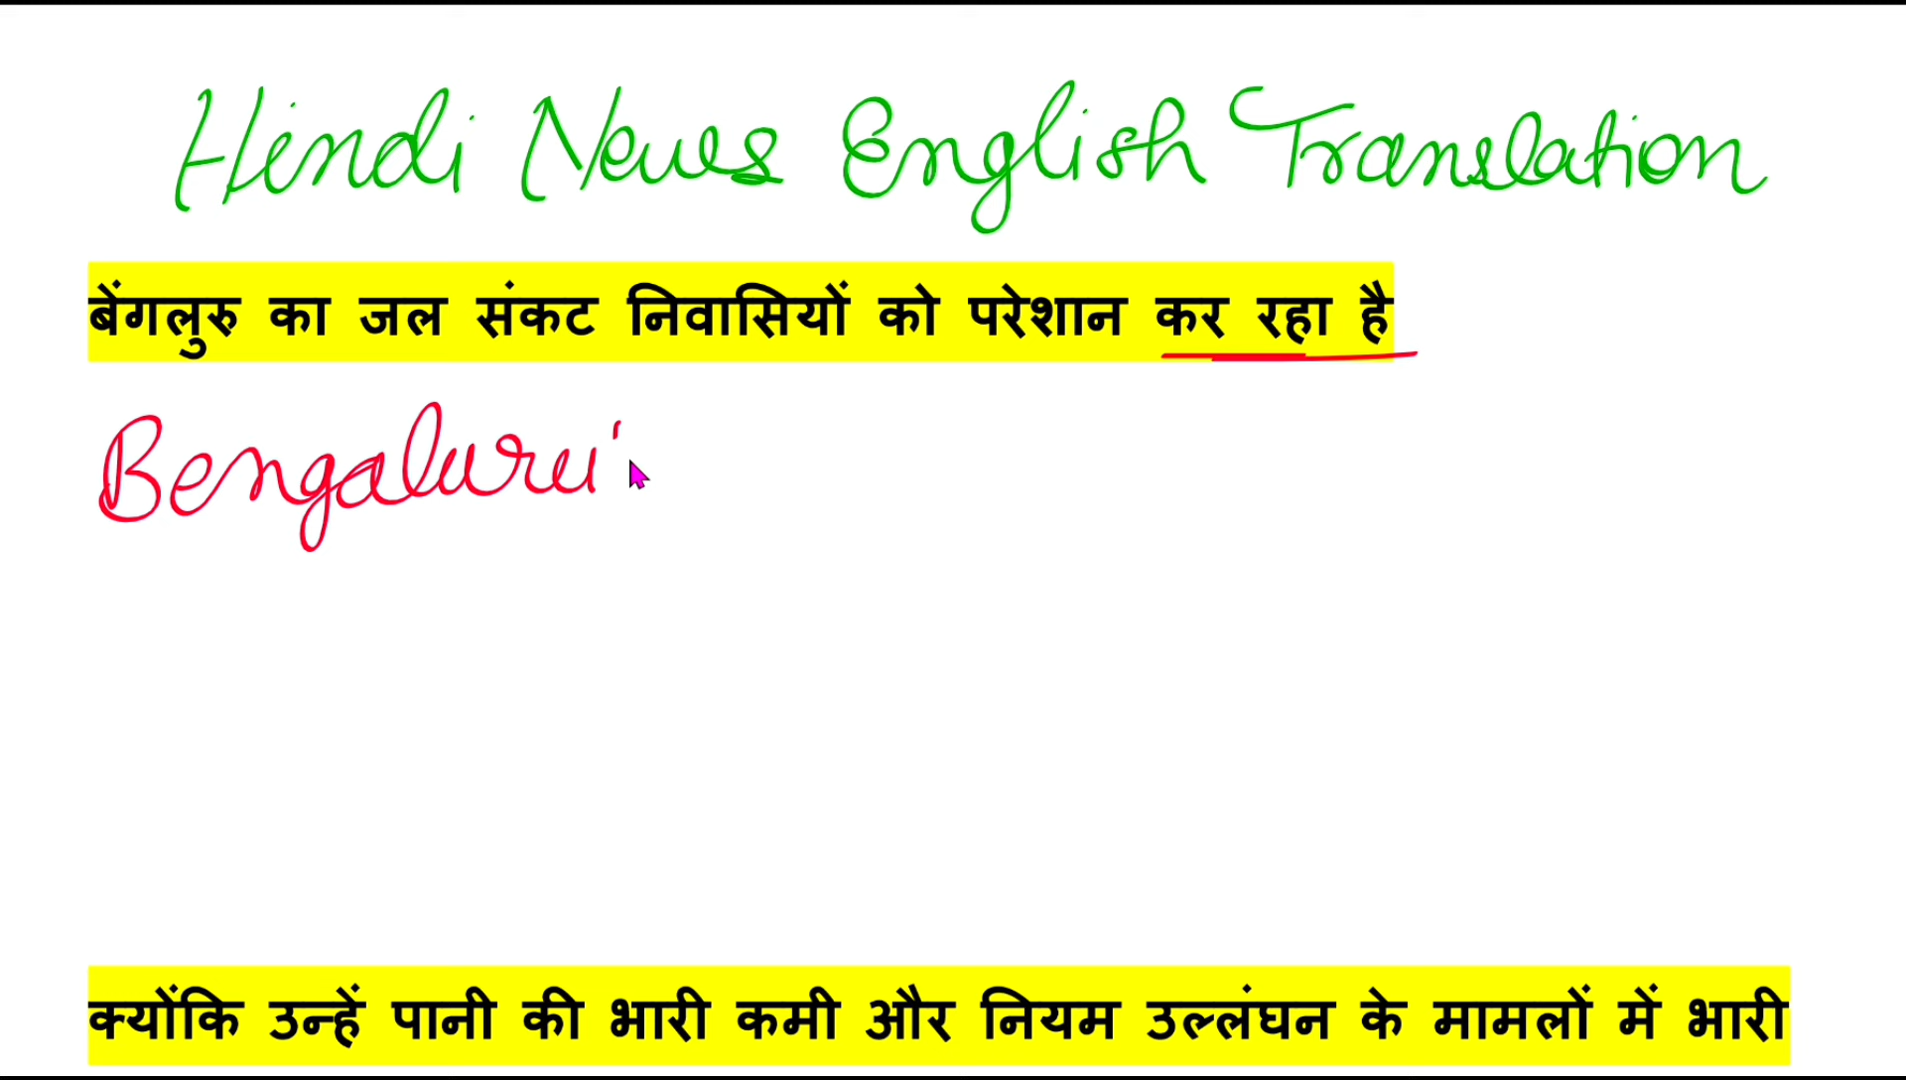 Hindi News English Translation
बेंगलुरु का जल संकट निवासियों को परेशान कर रहा है
Bengaluru'
क्योंकि उन्हें पानी की भारी कमी और नियम उल्लंघन के मामलों में भारी